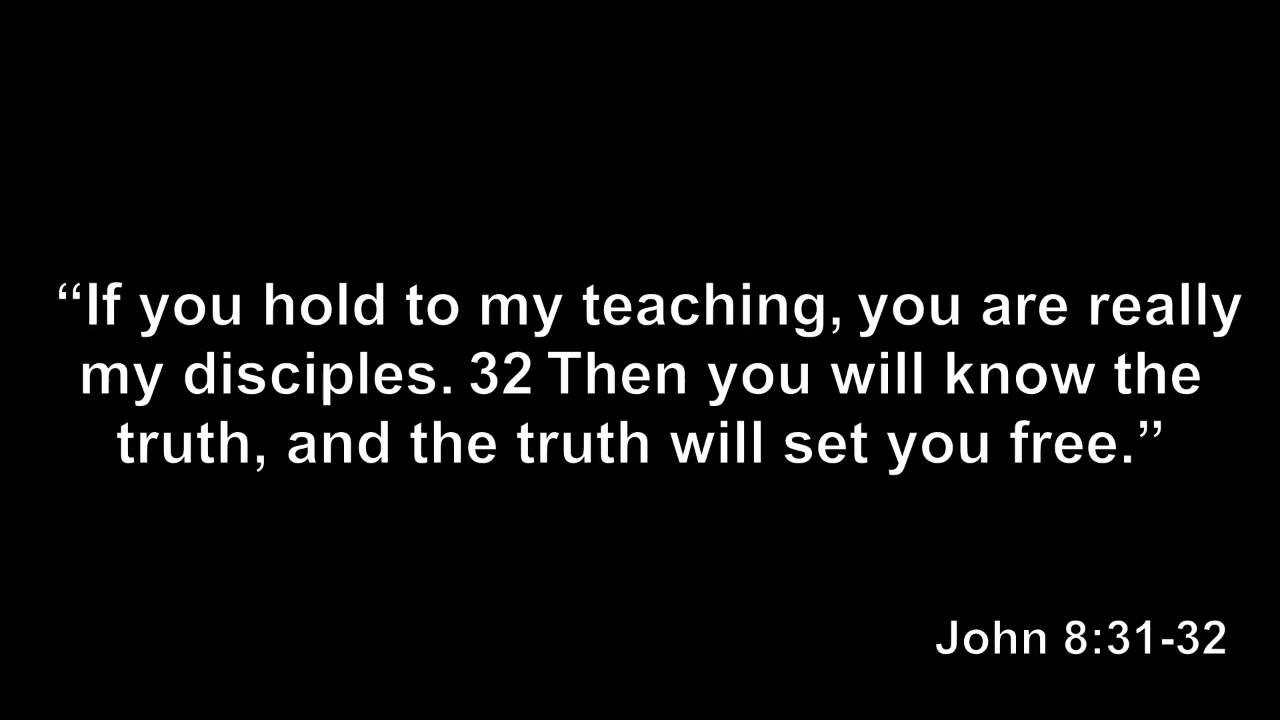 “If you hold to my teaching, you are really
my disciples. 32 Then you will know the
truth, and the truth will set you free.”
John 8:31-32